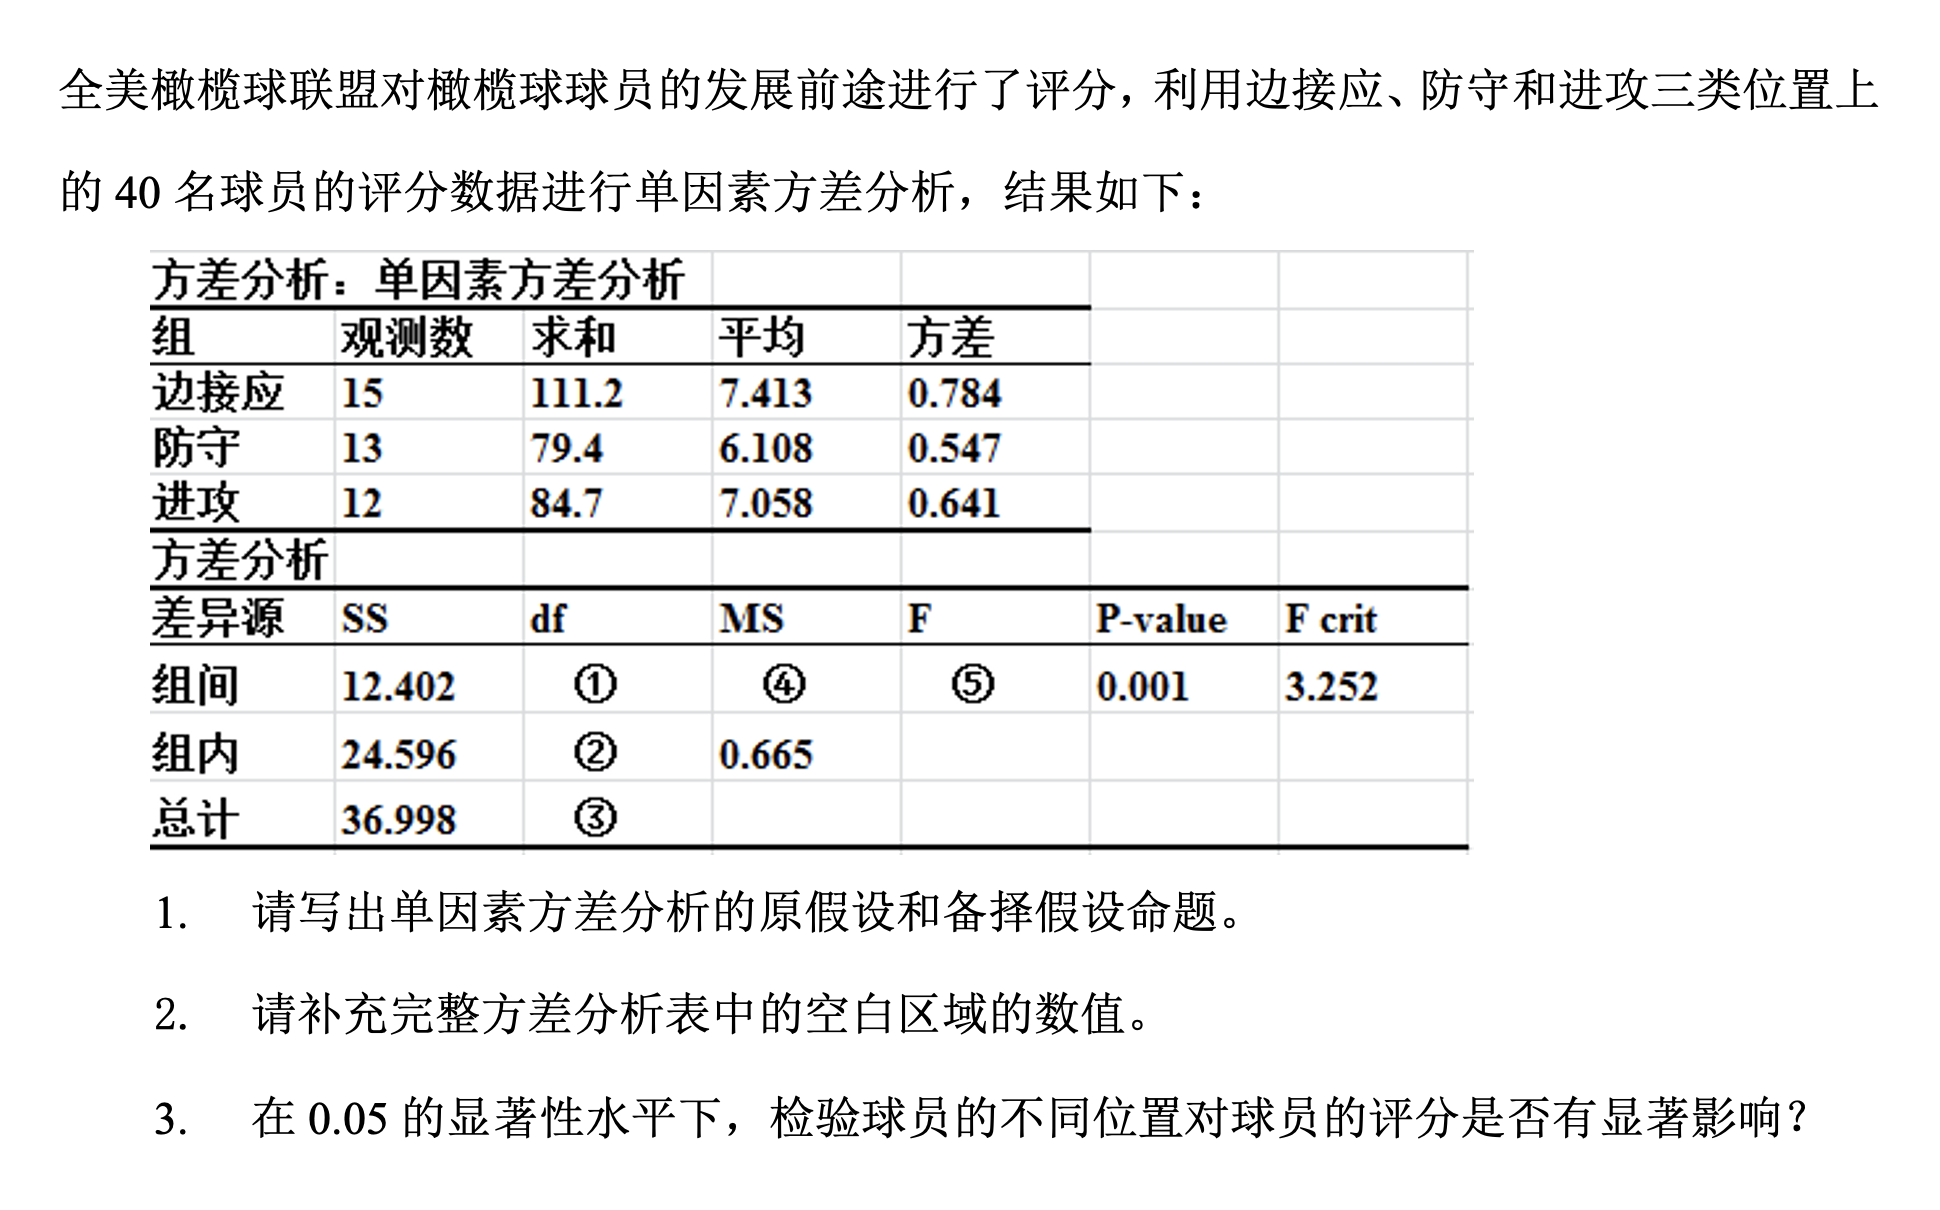 全美橄榄球联盟对橄榄球球员的发展前途进行了评分，利用边接应、防守和进攻三类位置上
的 40 名球员的评分数据进行单因素方差分析，结果如下：
方差分析：单因素方差分析
组 观测数 求和 平均 方差
边接应 15 111.2 7.413 0.784
防守 13 79.4 6.108 0.547
进攻 12 84.7 7.058 0.641
方差分析
差异源 SS df MS F P-value F crit
组间 12.402 ① ④ ⑤ 0.001 3.252
组内 24.596 ② 0.665
总计 36.998 ③
1. 请写出单因素方差分析的原假设和备择假设命题。
2. 请补充完整方差分析表中的空白区域的数值。
3. 在 0.05 的显著性水平下，检验球员的不同位置对球员的评分是否有显著影响？